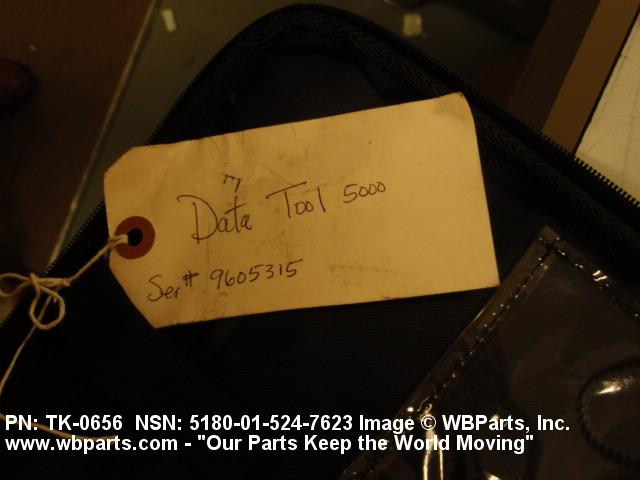 Data Tool 5000
Ser# 9605315
PN: TK-0656 NSN: 5180-01-524-7623 Image © WBParts, Inc.
www.wbparts.com - "Our Parts Keep the World Moving"